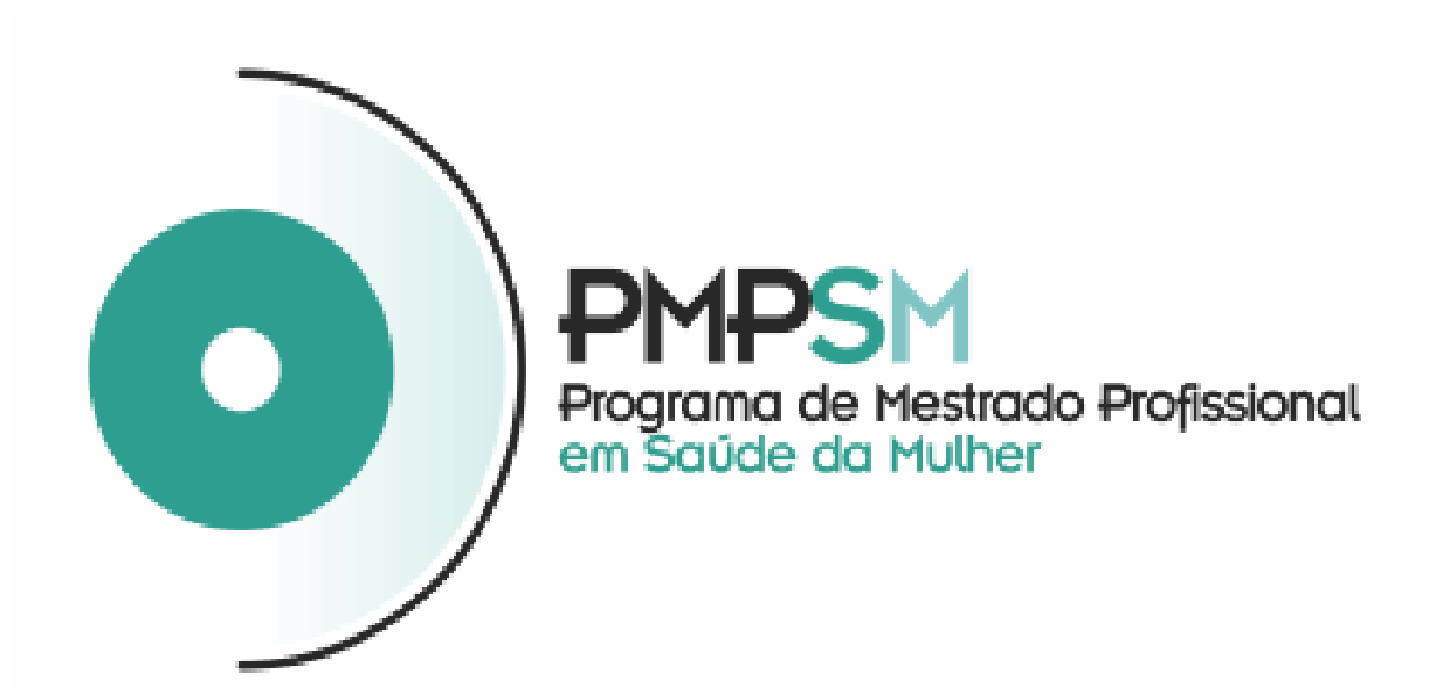 PMPSM
Programa de Mestrado Profissional
em Saúde da Mulher